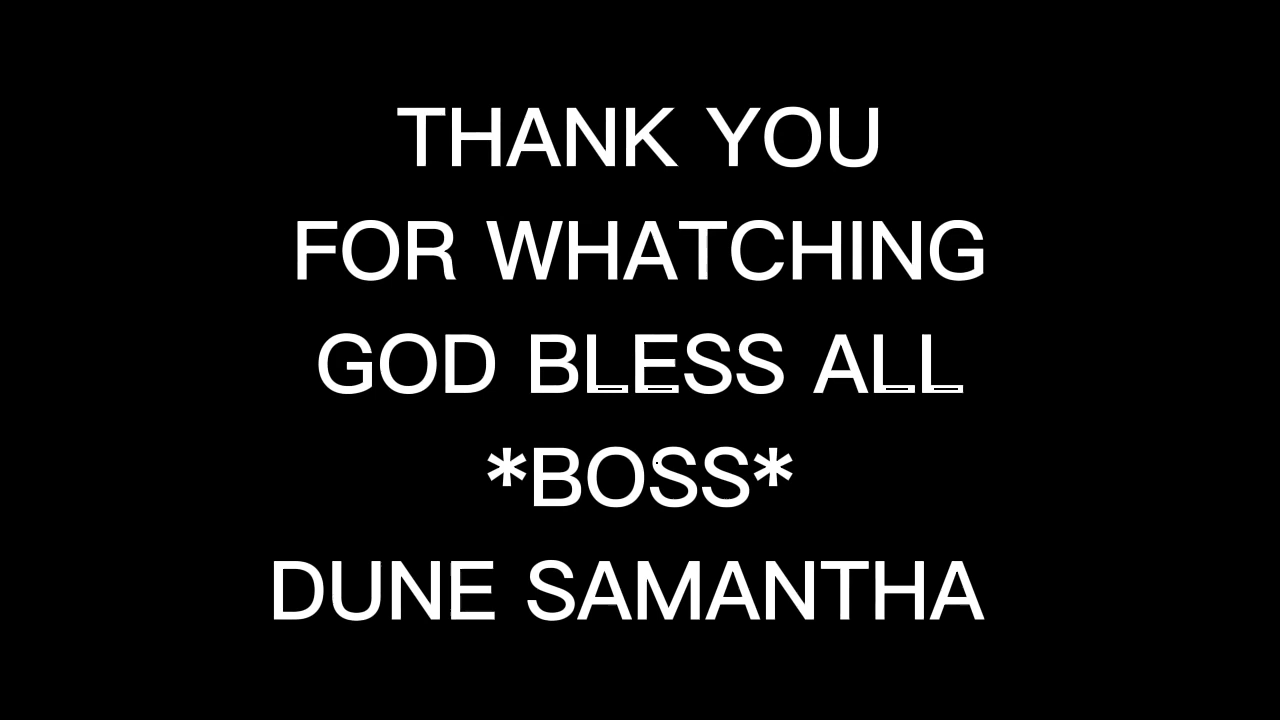 THANK YOU
FOR WHATCHING
GOD BLESS ALL
*BOSS*
DUNE SAMANTHA